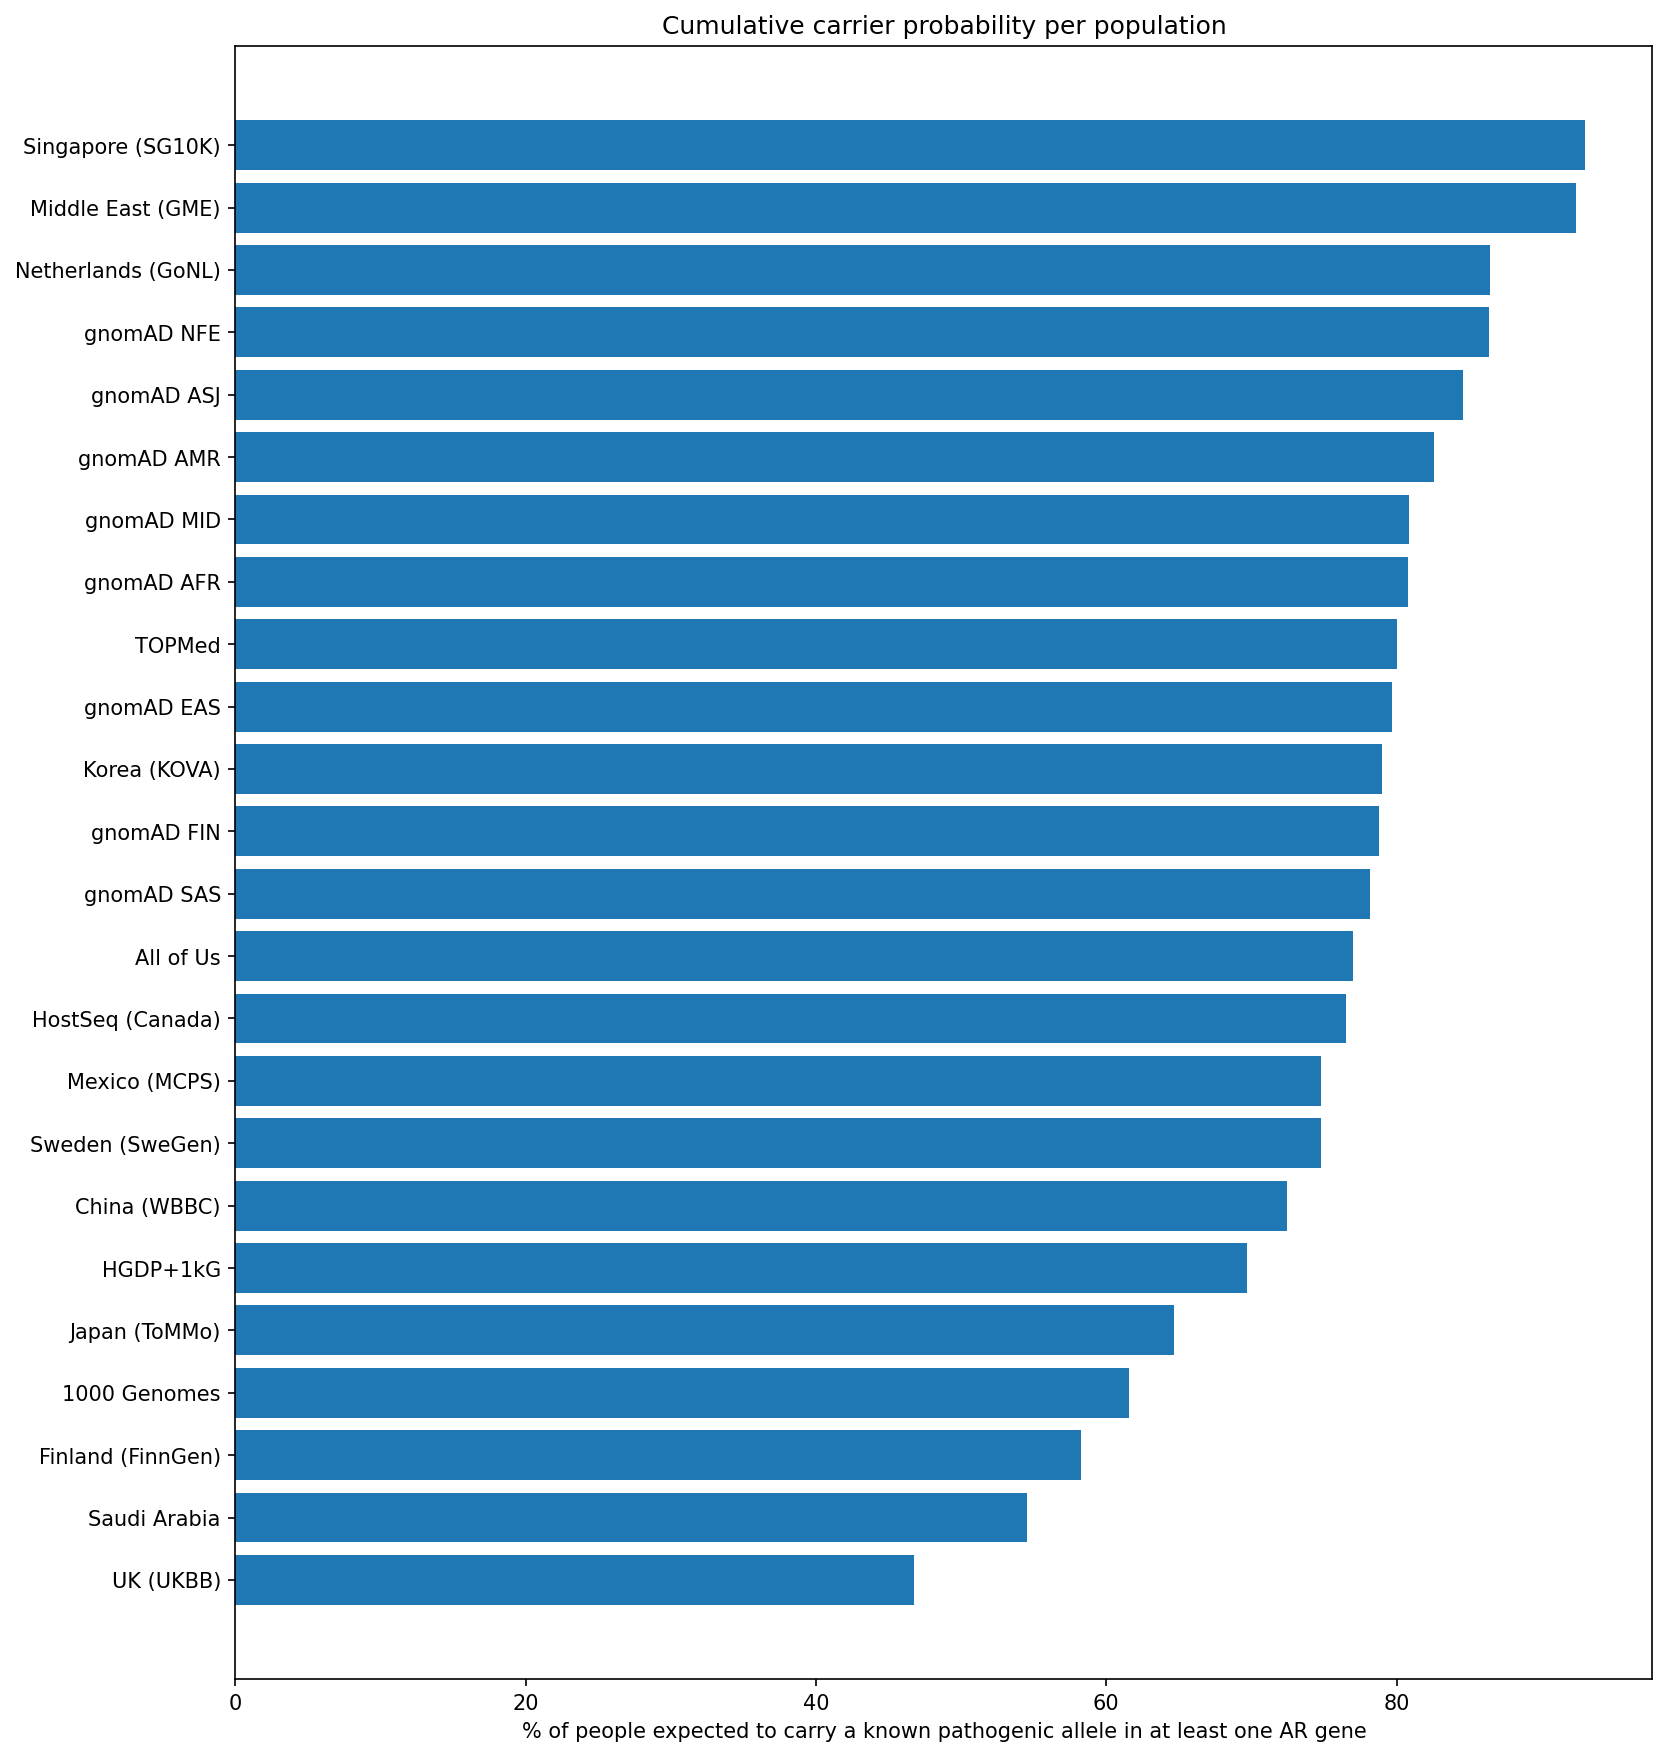 Cumulative carrier probability per population
Singapore (SG10K)
Middle East (GME)
Netherlands (GoNL)
gnomAD NFE
gnomAD ASJ
gnomAD AMR
gnomAD MID
gnomAD AFR
TOPMed
gnomAD EAS
Korea (KOVA)
gnomAD FIN
gnomAD SAS
All of Us
HostSeq (Canada)
Mexico (MCPS)
Sweden (SweGen)
China (WBBC)
HGDP+1kG
Japan (ToMMo)
1000 Genomes
Finland (FinnGen)
Saudi Arabia
UK (UKBB)
0 20 40 60 80
% of people expected to carry a known pathogenic allele in at least one AR gene